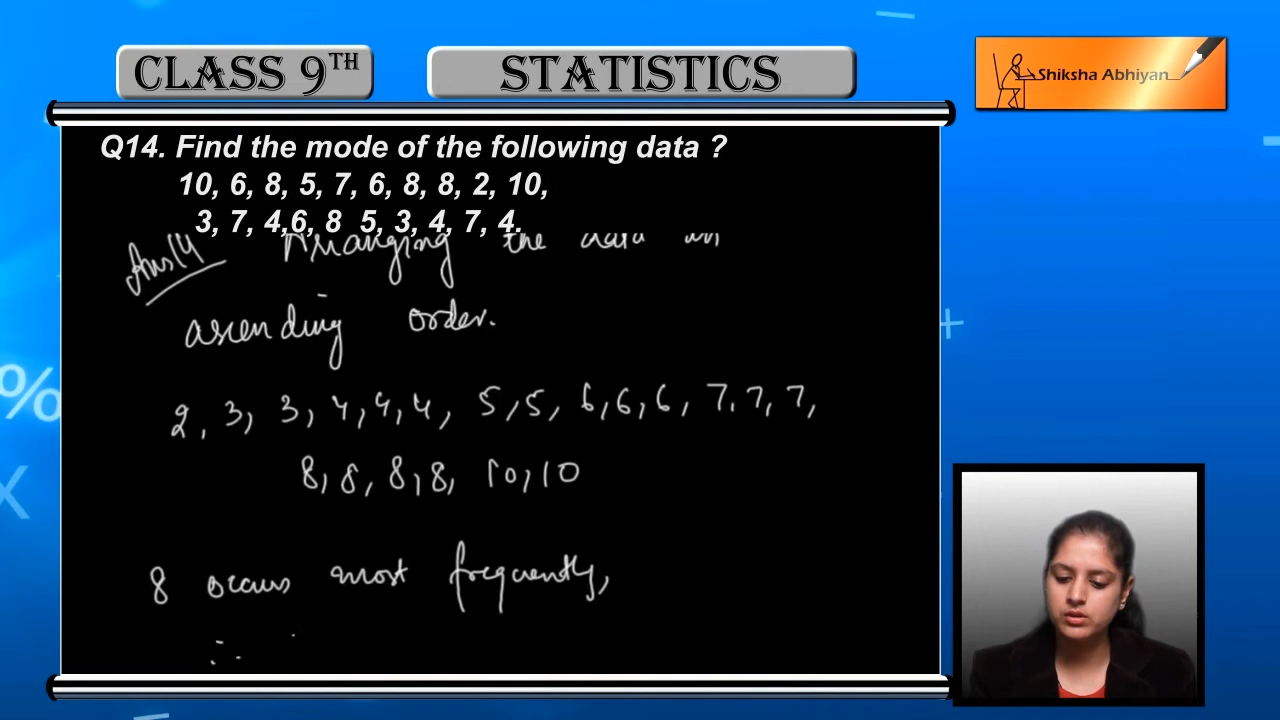 CLASS 9TH
STATISTICS
Shiksha Abhiyan
Q14. Find the mode of the following data ?
10, 6, 8, 5, 7, 6, 8, 8, 2, 10,
3, 7, 4,6, 8 5, 3, 4, 7, 4.
Ans14 Arranging the data in
ascending order.
2, 3, 3, 4, 4, 4, 5, 5, 6, 6, 6, 7, 7, 7,
8, 8, 8, 8, 10, 10
8 occurs most frequently,
∴
%
+
X